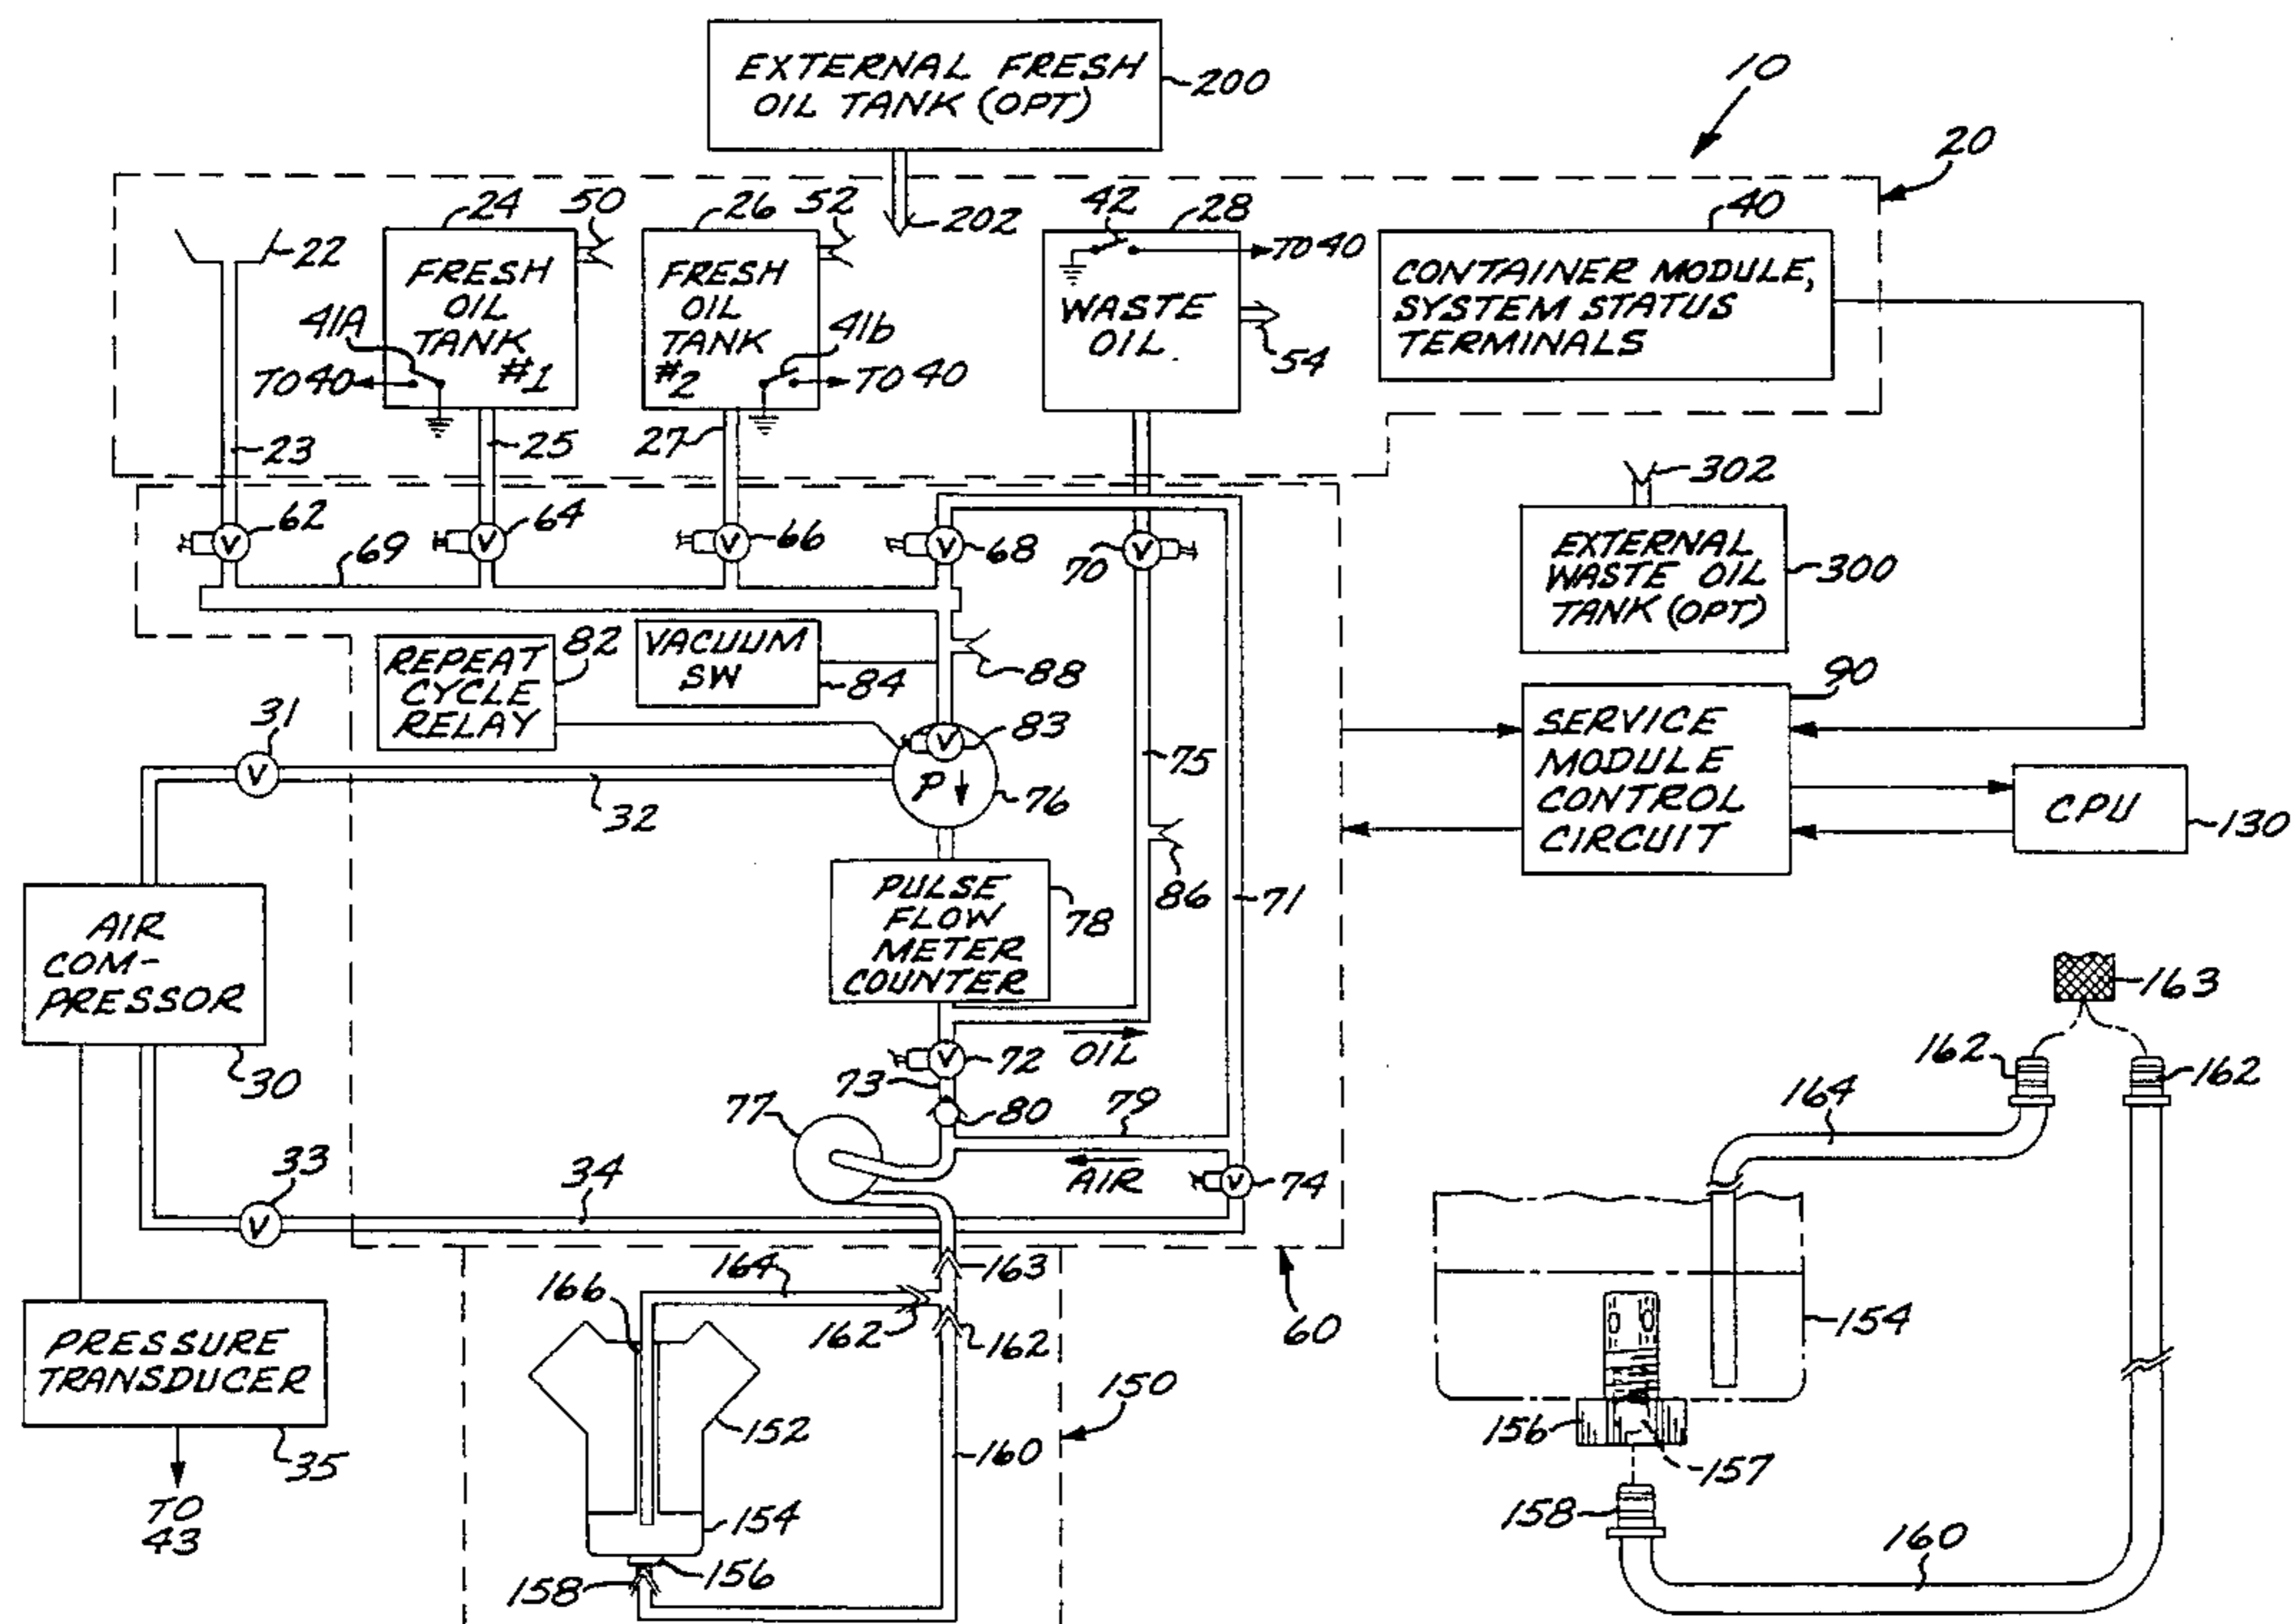 EXTERNAL FRESH
OIL TANK (OPT)
200
10
20
202
22
23
24
50
FRESH
OIL
TANK
#1
41A
TO 40
25
26
52
FRESH
OIL
TANK
#2
41b
TO 40
27
42
28
TO 40
WASTE
OIL
54
40
CONTAINER MODULE,
SYSTEM STATUS
TERMINALS
302
EXTERNAL
WASTE OIL
TANK (OPT)
300
V
62
V
64
V
66
V
68
V
70
69
REPEAT
CYCLE
RELAY
82
VACUUM
SW
84
88
V
83
P
76
31
V
32
75
86
71
90
SERVICE
MODULE
CONTROL
CIRCUIT
CPU
130
AIR
COM-
PRESSOR
30
PULSE
FLOW
METER
COUNTER
78
OIL
V
72
73
80
77
79
AIR
V
74
33
V
34
60
PRESSURE
TRANSDUCER
35
TO
43
163
164
166
162
162
150
152
160
154
156
158
163
162
162
164
154
156
157
158
160